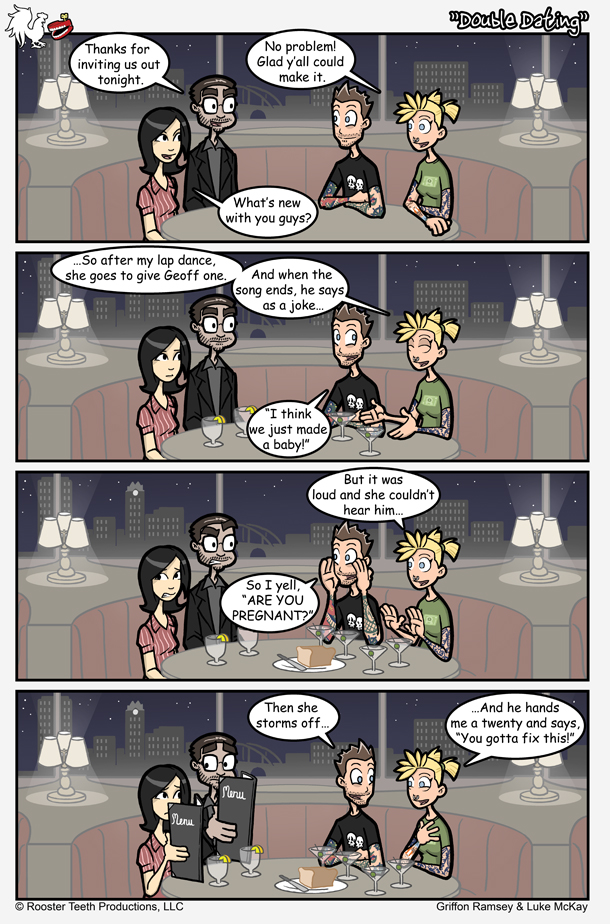 "Double Dating"
Thanks for
inviting us out
tonight.
No problem!
Glad y'all could
make it.
What's new
with you guys?
...So after my lap dance,
she goes to give Geoff one.
And when the
song ends, he says
as a joke...
"I think
we just made
a baby!"
But it was
loud and she couldn't
hear him...
So I yell,
"ARE YOU
PREGNANT?"
Then she
storms off...
...And he hands
me a twenty and says,
"You gotta fix this!"
Menu
Menu
© Rooster Teeth Productions, LLC
Griffon Ramsey & Luke McKay